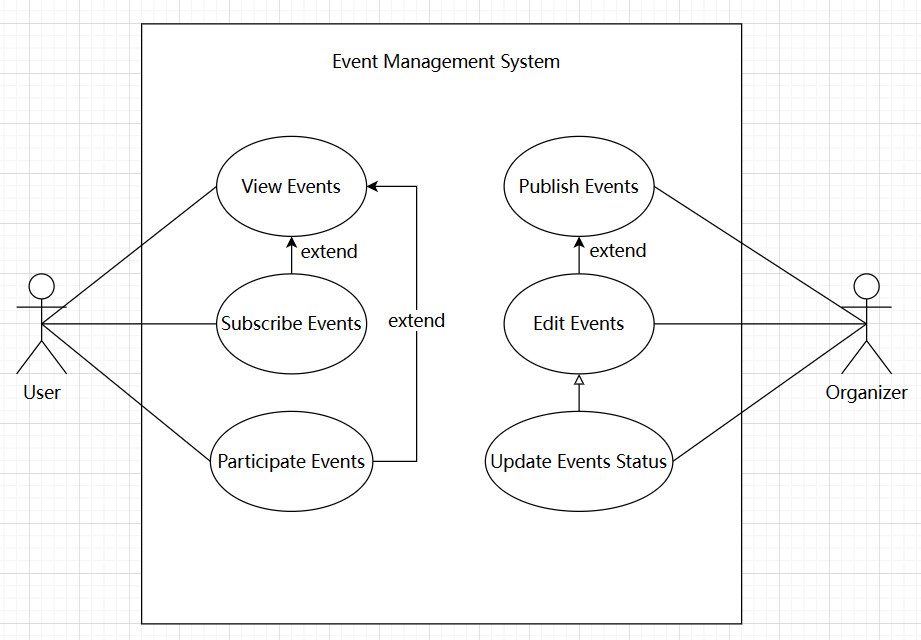 Event Management System
View Events
Publish Events
extend
extend
Subscribe Events
extend
Edit Events
User
Organizer
Participate Events
Update Events Status